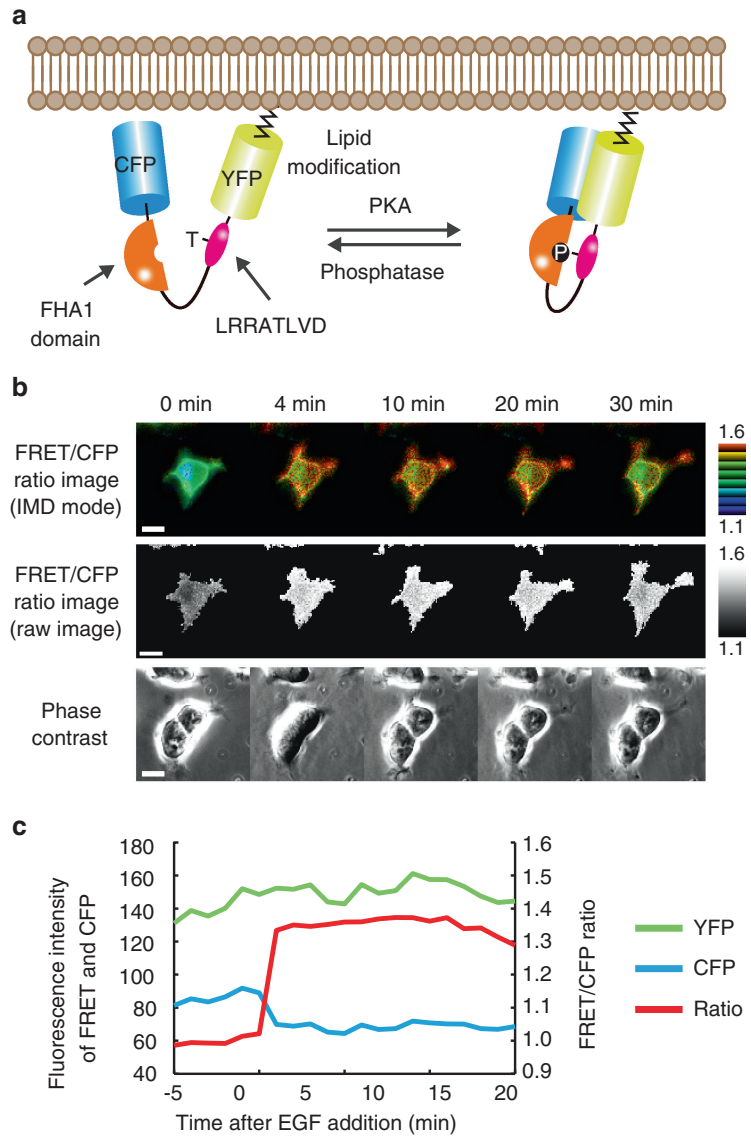 a
CFP
YFP
Lipid
modification
T
PKA
Phosphatase
P
FHA1
domain
LRRATLVD
b
0 min 4 min 10 min 20 min 30 min
FRET/CFP
ratio image
(IMD mode)
1.6
1.1
FRET/CFP
ratio image
(raw image)
1.6
1.1
Phase
contrast
c
Fluorescence intensity
of FRET and CFP
180
160
140
120
100
80
60
40
1.6
1.5
1.4
1.3
1.2
1.1
1.0
0.9
FRET/CFP ratio
-5 0 5 10 15 20
Time after EGF addition (min)
YFP
CFP
Ratio